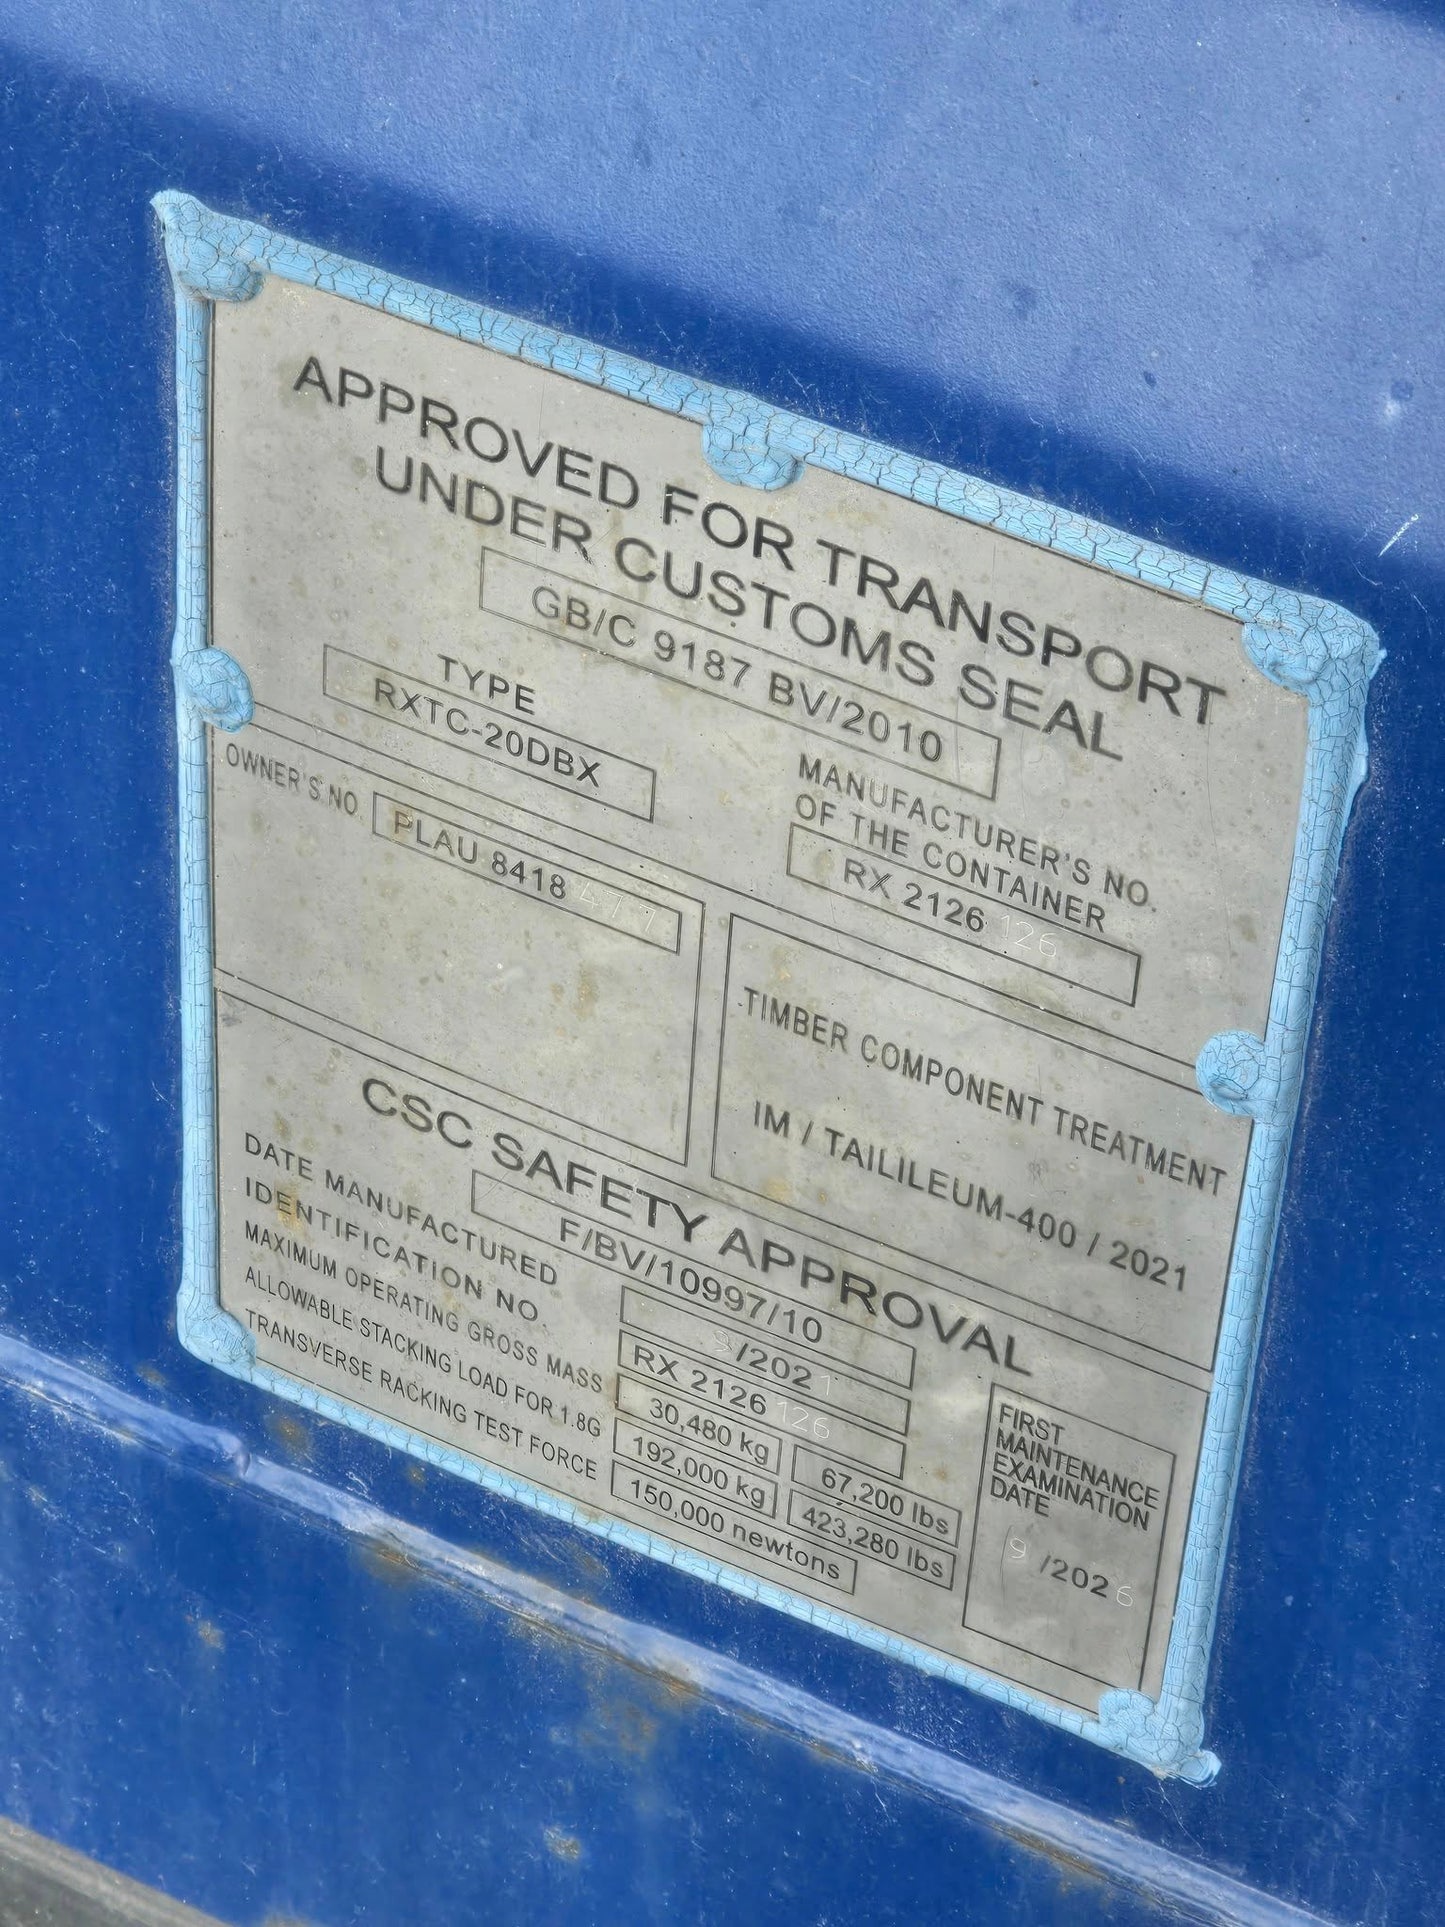 APPROVED FOR TRANSPORT
UNDER CUSTOMS SEAL
GB/C 9187 BV/2010
TYPE
RXTC-20DBX
MANUFACTURER'S NO.
OF THE CONTAINER
RX 2126 126
OWNER'S NO. PLAU 8418 477
TIMBER COMPONENT TREATMENT
IM / TAILILEUM-400 / 2021
CSC SAFETY APPROVAL
F/BV/10997/10
DATE MANUFACTURED 9 /2021
IDENTIFICATION NO. RX 2126 126
MAXIMUM OPERATING GROSS MASS 30,480 kg 67,200 lbs
ALLOWABLE STACKING LOAD FOR 1.8G 192,000 kg 423,280 lbs
TRANSVERSE RACKING TEST FORCE 150,000 newtons
FIRST
MAINTENANCE
EXAMINATION
DATE
9 /2026